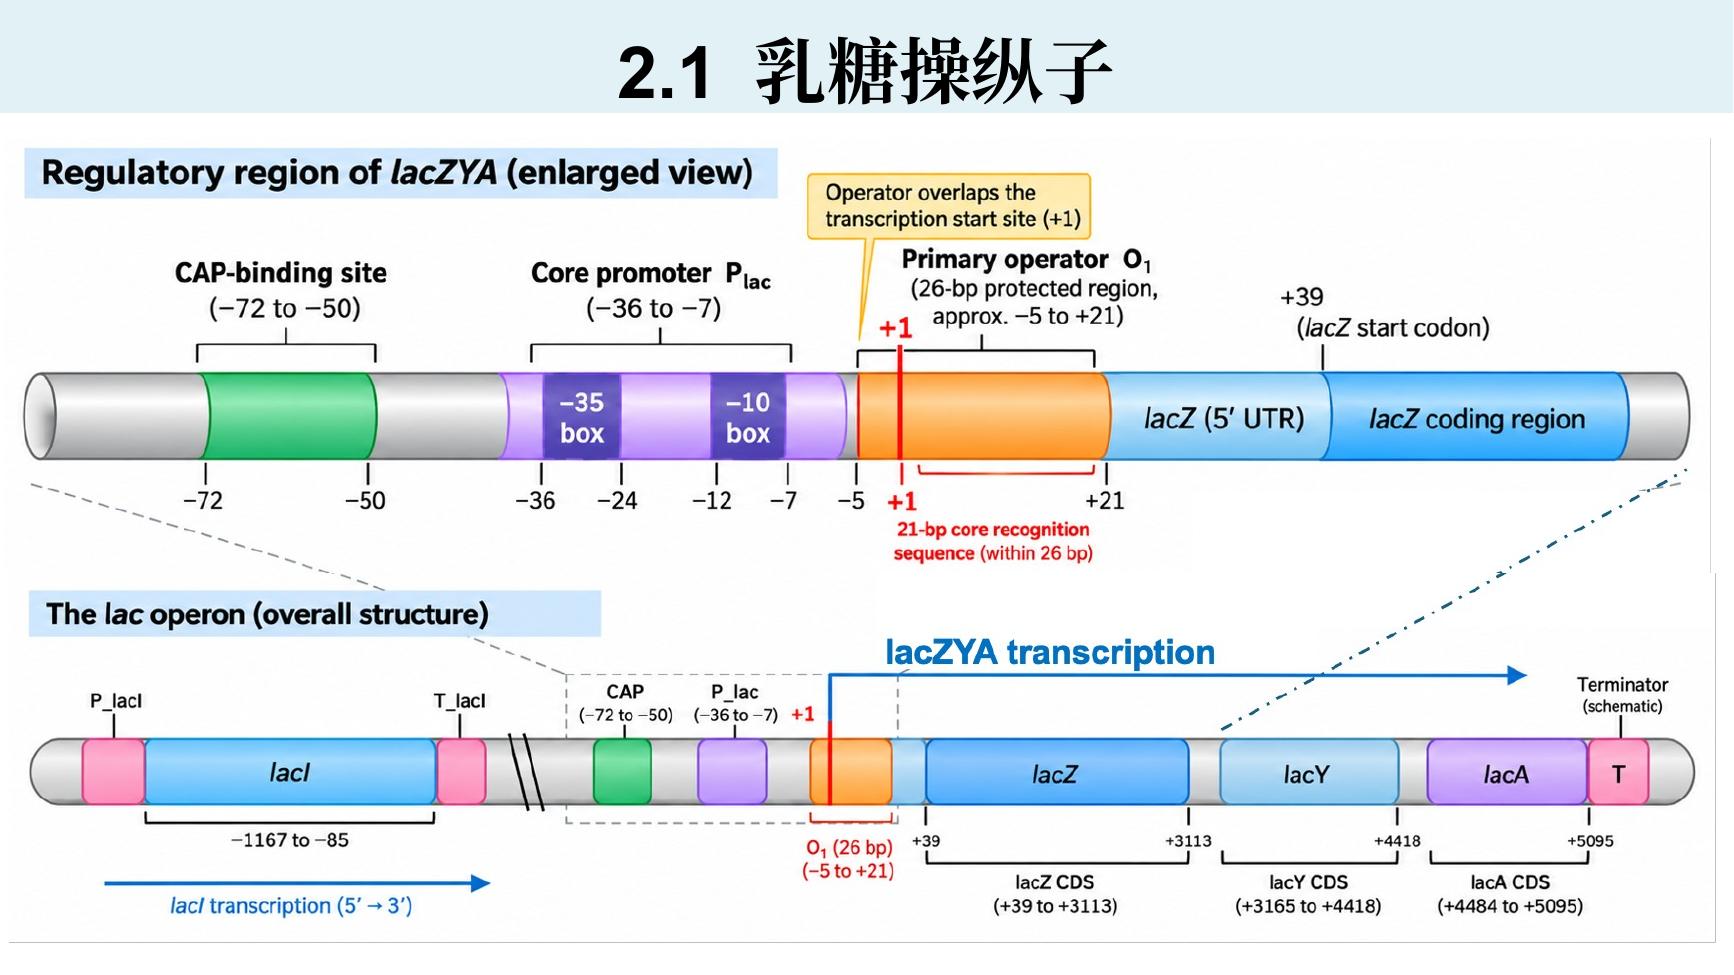 2.1 乳糖操纵子
Regulatory region of lacZYA (enlarged view)
Operator overlaps the
transcription start site (+1)
CAP-binding site
(−72 to −50)
Core promoter Plac
(−36 to −7)
Primary operator O1
(26-bp protected region,
approx. −5 to +21)
+1
+39
(lacZ start codon)
−35
box
−10
box
lacZ (5′ UTR)
lacZ coding region
−72
−50
−36
−24
−12
−7
−5
+1
+21
21-bp core recognition
sequence (within 26 bp)
The lac operon (overall structure)
lacZYA transcription
P_lacI
T_lacI
CAP
(−72 to −50)
P_lac
(−36 to −7)
+1
Terminator
(schematic)
lacI
lacZ
lacY
lacA
T
−1167 to −85
O1 (26 bp)
(−5 to +21)
+39
+3113
+4418
+5095
lacZ CDS
(+39 to +3113)
lacY CDS
(+3165 to +4418)
lacA CDS
(+4484 to +5095)
lacI transcription (5′ → 3′)